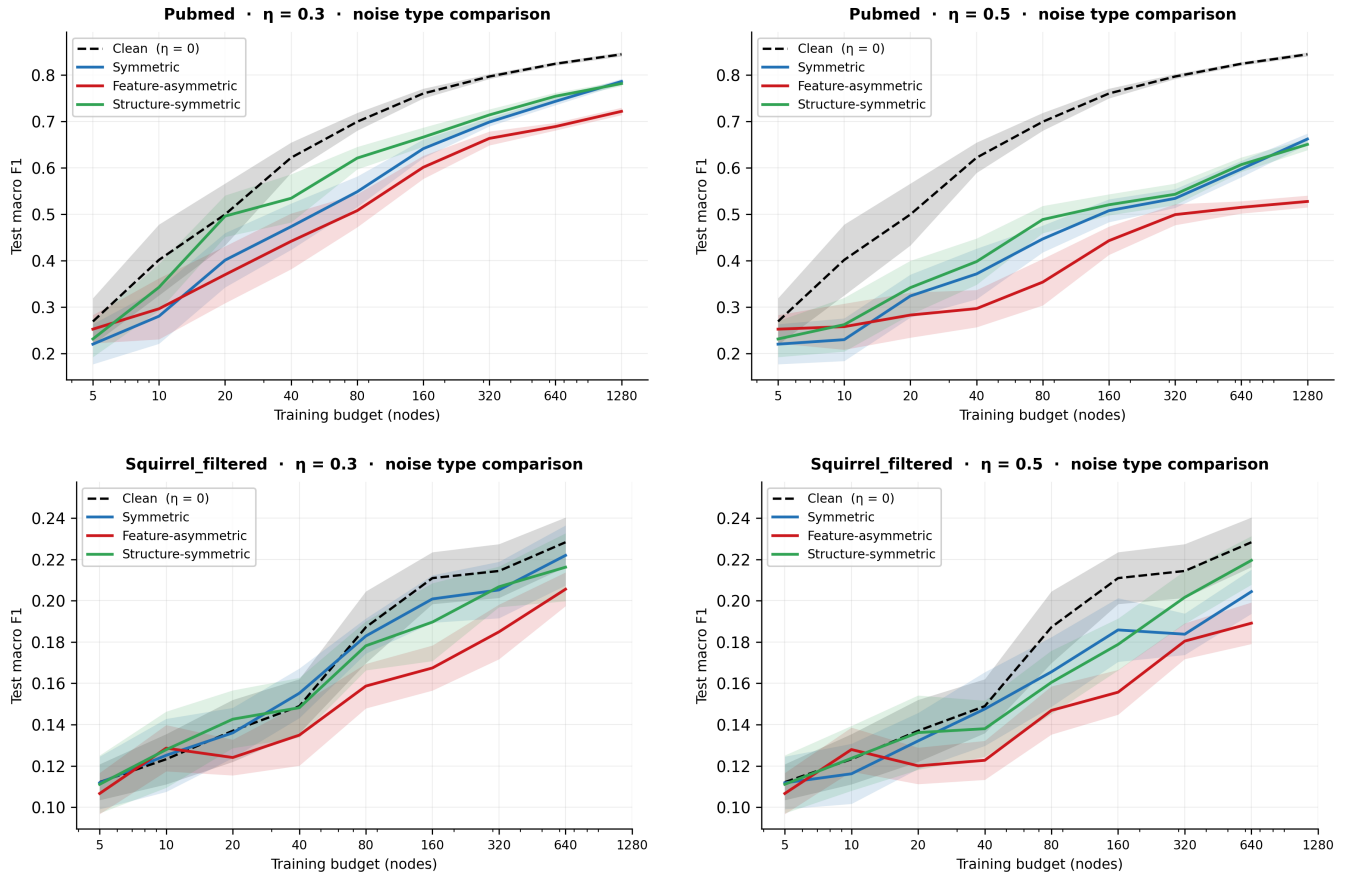 Pubmed · η = 0.3 · noise type comparison
Clean (η = 0)
Symmetric
Feature-asymmetric
Structure-symmetric
Test macro F1
0.8
0.7
0.6
0.5
0.4
0.3
0.2
5 10 20 40 80 160 320 640 1280
Training budget (nodes)
Pubmed · η = 0.5 · noise type comparison
Clean (η = 0)
Symmetric
Feature-asymmetric
Structure-symmetric
Test macro F1
0.8
0.7
0.6
0.5
0.4
0.3
0.2
5 10 20 40 80 160 320 640 1280
Training budget (nodes)
Squirrel_filtered · η = 0.3 · noise type comparison
Clean (η = 0)
Symmetric
Feature-asymmetric
Structure-symmetric
Test macro F1
0.24
0.22
0.20
0.18
0.16
0.14
0.12
0.10
5 10 20 40 80 160 320 640 1280
Training budget (nodes)
Squirrel_filtered · η = 0.5 · noise type comparison
Clean (η = 0)
Symmetric
Feature-asymmetric
Structure-symmetric
Test macro F1
0.24
0.22
0.20
0.18
0.16
0.14
0.12
0.10
5 10 20 40 80 160 320 640 1280
Training budget (nodes)